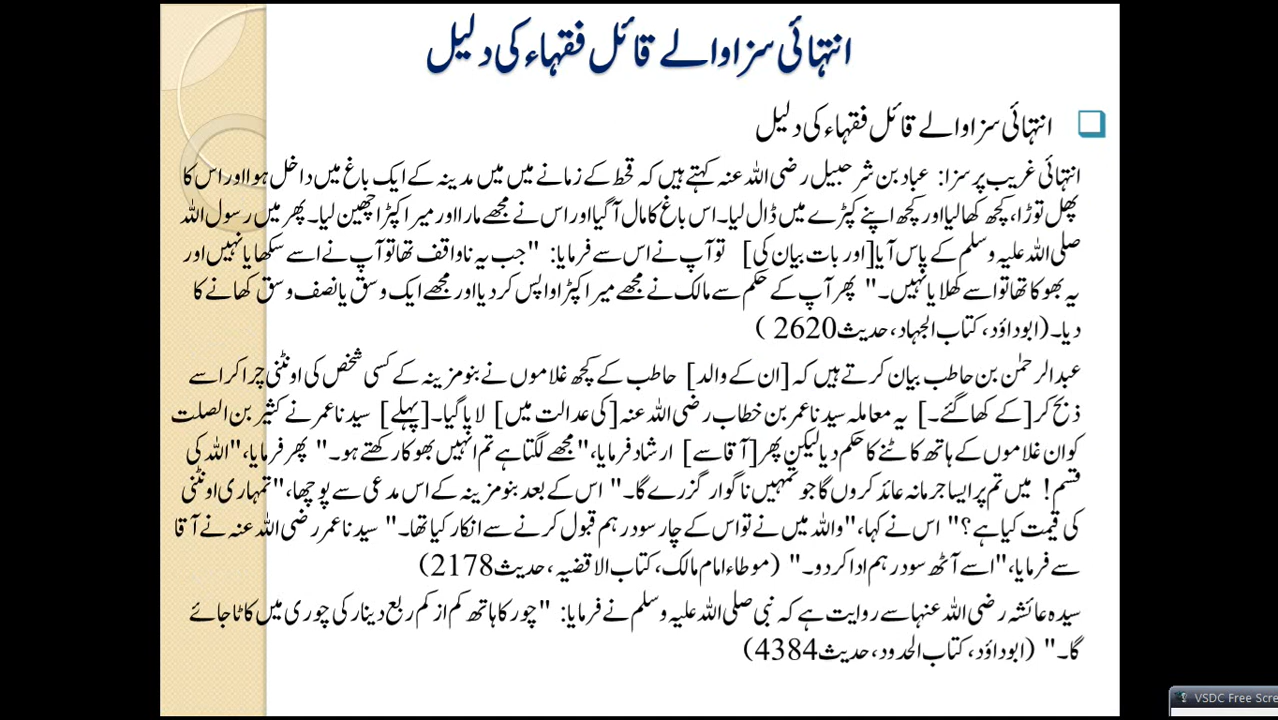 انتہائی سزا والے قائل فقہاء کی دلیل
انتہائی سزا والے قائل فقہاء کی دلیل
انتہائی غریب پر سزا: عباد بن شرحبیل رضی اللہ عنہ کہتے ہیں کہ قحط کے زمانے میں میں مدینہ کے ایک باغ میں داخل ہوا اور اس کا
پھل توڑا، کچھ کھا لیا اور کچھ اپنے کپڑے میں ڈال لیا۔ اس باغ کا مال آ گیا اور اس نے مجھے مارا اور میرا کپڑا چھین لیا۔ پھر میں رسول اللہ
صلی اللہ علیہ وسلم کے پاس آیا [اور بات بیان کی] تو آپ نے اس سے فرمایا: "جب یہ ناواقف تھا تو آپ نے اسے سکھایا نہیں اور
یہ بھوکا تھا تو اسے کھلایا نہیں۔" پھر آپ کے حکم سے مالک نے مجھے میرا کپڑا واپس کر دیا اور مجھے ایک وسق یا نصف وسق کھانے کا
دیا۔ (ابوداؤد، کتاب الجہاد، حدیث 2620 )
عبدالرحمٰن بن حاطب بیان کرتے ہیں کہ [ان کے والد] حاطب کے کچھ غلاموں نے بنو مزینہ کے کسی شخص کی اونٹنی چرا کر اسے
ذبح کر [کے کھا گئے۔] یہ معاملہ سیدنا عمر بن خطاب رضی اللہ عنہ [کی عدالت میں] لایا گیا۔ [پہلے] سیدنا عمر نے کثیر بن الصلت
کو ان غلاموں کے ہاتھ کاٹنے کا حکم دیا لیکن پھر [آقا سے] ارشاد فرمایا، "مجھے لگتا ہے تم انہیں بھوکا رکھتے ہو۔" پھر فرمایا، "اللہ کی
قسم! میں تم پر ایسا جرمانہ عائد کروں گا جو تمہیں ناگوار گزرے گا۔" اس کے بعد بنو مزینہ کے اس مدعی سے پوچھا، "تمہاری اونٹنی
کی قیمت کیا ہے؟" اس نے کہا، "واللہ میں نے تو اس کے چار سو درہم قبول کرنے سے انکار کیا تھا۔" سیدنا عمر رضی اللہ عنہ نے آقا
سے فرمایا، "اسے آٹھ سو درہم ادا کر دو۔" (موطاء امام مالک، کتاب الاقضیہ، حدیث 2178)
سیدہ عائشہ رضی اللہ عنہا سے روایت ہے کہ نبی صلی اللہ علیہ وسلم نے فرمایا: "چور کا ہاتھ کم از کم ربع دینار کی چوری میں کاٹا جائے
گا۔" (ابوداؤد، کتاب الحدود، حدیث 4384)
VSDC Free Scre